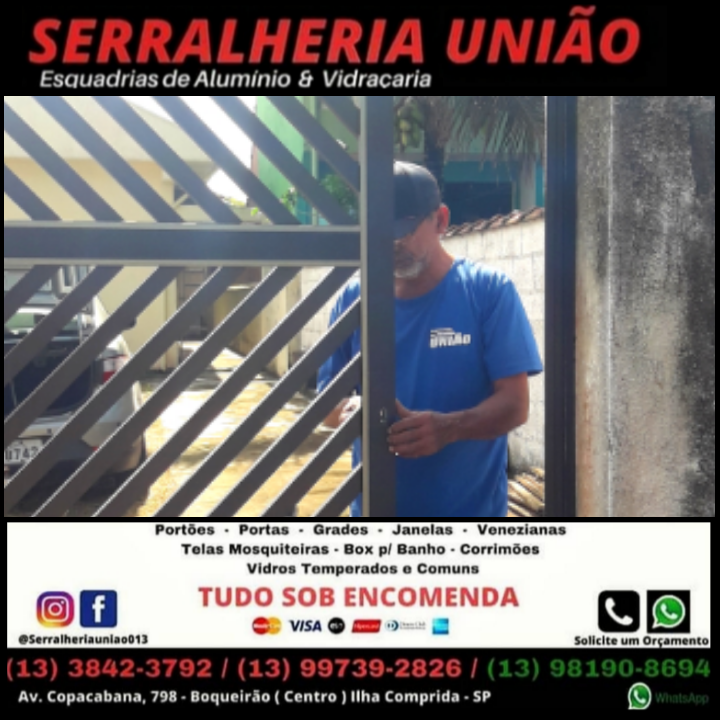 SERRALHERIA UNIÃO
Esquadrias de Alumínio & Vidraçaria
UNIÃO
Portões - Portas - Grades - Janelas - Venezianas
Telas Mosquiteiras - Box p/ Banho - Corrimões
Vidros Temperados e Comuns
TUDO SOB ENCOMENDA
VISA
@Serralheriauniao013
Solicite um Orçamento
(13) 3842-3792 / (13) 99739-2826 / (13) 98190-8694
Av. Copacabana, 798 - Boqueirão ( Centro ) Ilha Comprida - SP
WhatsApp